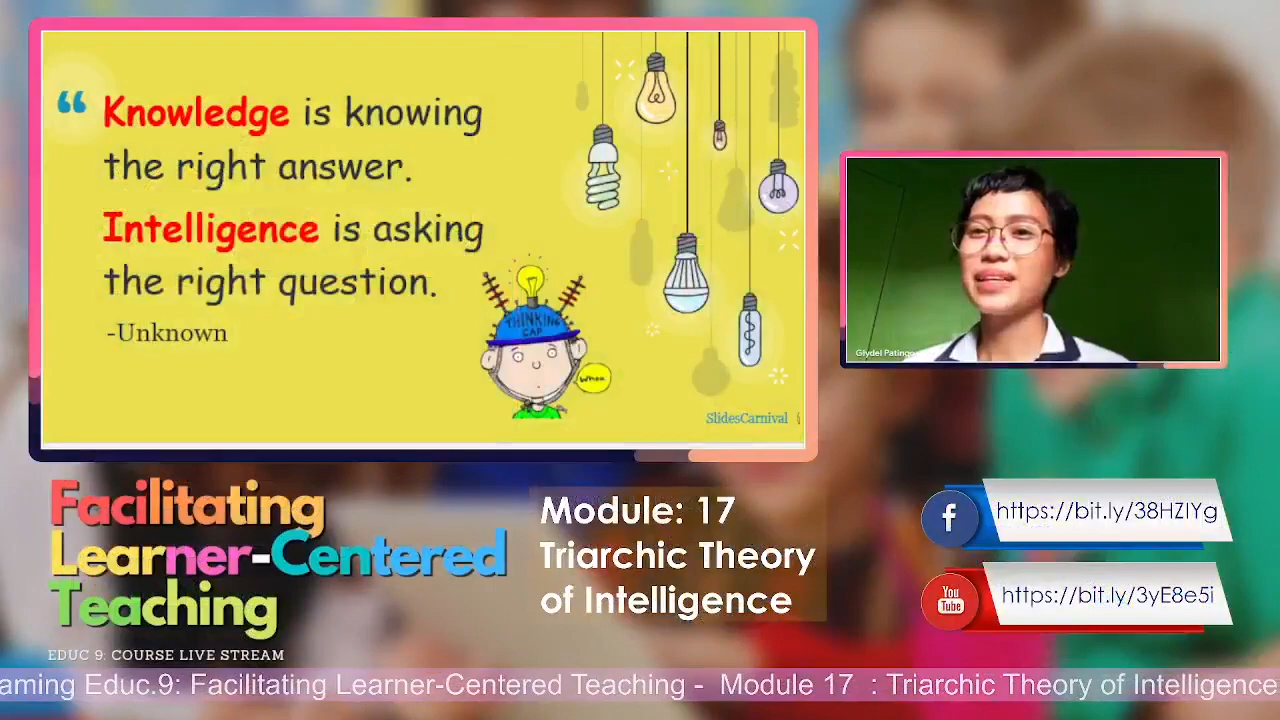 “ Knowledge is knowing
the right answer.
Intelligence is asking
the right question.
-Unknown
THINKING
CAP
SlidesCarnival
Facilitating
Learner-Centered
Teaching
EDUC 9: COURSE LIVE STREAM
Module: 17
Triarchic Theory
of Intelligence
f
https://bit.ly/38HZIYg
You
Tube
https://bit.ly/3yE8e5i
aming Educ.9: Facilitating Learner-Centered Teaching - Module 17 : Triarchic Theory of Intelligence